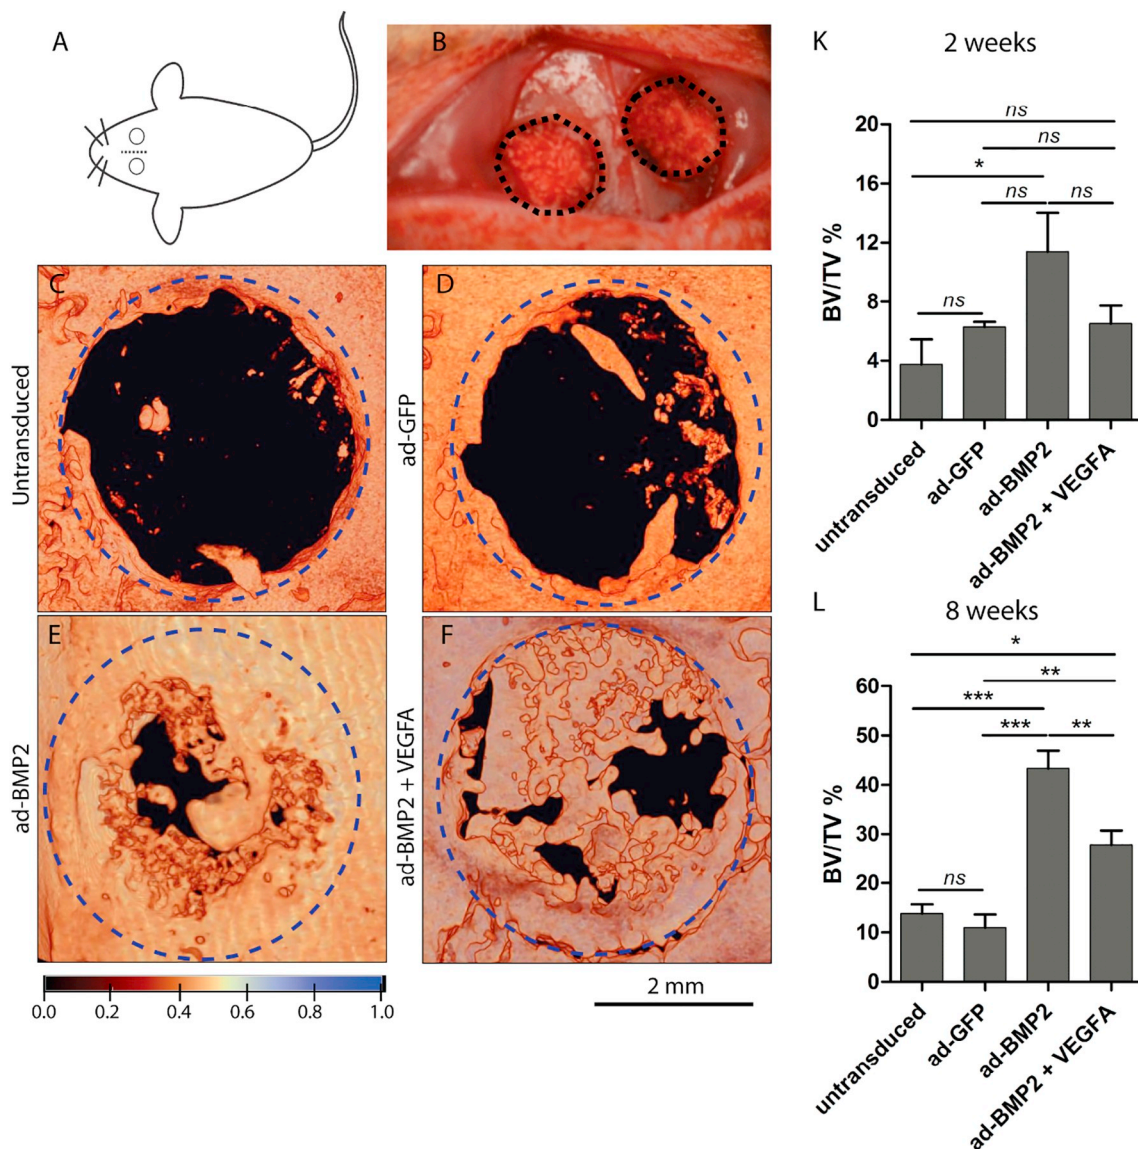 A
B
C
Untransduced
D
ad-GFP
E
ad-BMP2
F
ad-BMP2 + VEGFA
0.0 0.2 0.4 0.6 0.8 1.0
2 mm
K
2 weeks
BV/TV %
20
16
12
8
4
0
ns
ns
*
ns ns
ns
untransduced
ad-GFP
ad-BMP2
ad-BMP2 + VEGFA
L
8 weeks
BV/TV %
60
50
40
30
20
10
0
*
**
***
*** **
ns
untransduced
ad-GFP
ad-BMP2
ad-BMP2 + VEGFA